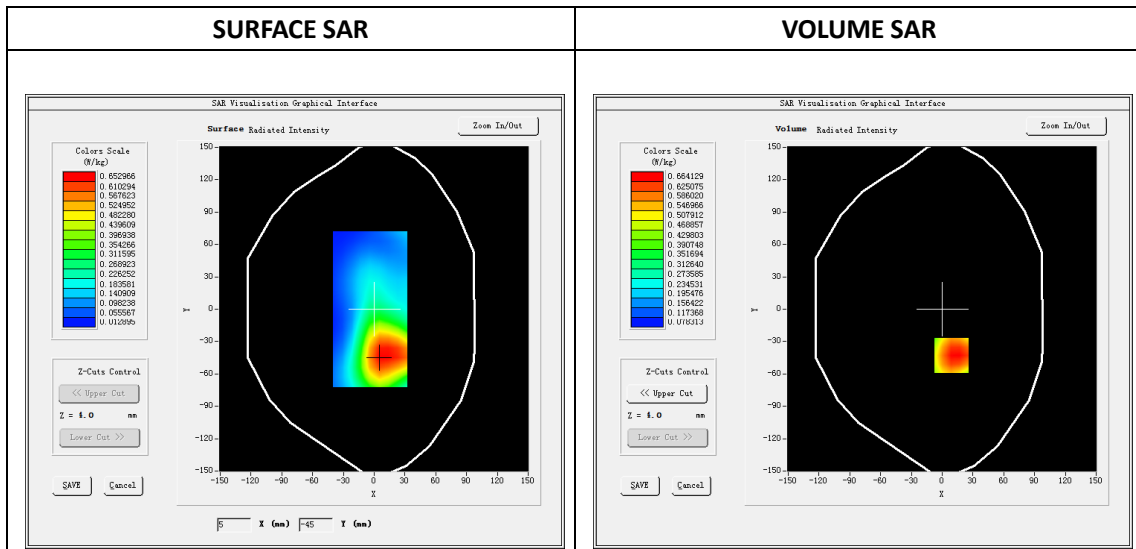 SURFACE SAR
VOLUME SAR
SAR Visualisation Graphical Interface
Surface Radiated Intensity
Zoom In/Out
Colors Scale
(W/kg)
0.652966
0.610294
0.567623
0.524952
0.482280
0.439609
0.396938
0.354266
0.311595
0.268923
0.226252
0.183581
0.140909
0.098238
0.055567
0.012895
150
120
90
60
30
0
-30
-60
-90
-120
-150
Y
-150 -120 -90 -60 -30 0 30 60 90 120 150
X
Z-Cuts Control
<< Upper Cut
Z = mm
Lower Cut >>
SAVE
Cancel
5 X (mm) -45 Y (mm)
SAR Visualisation Graphical Interface
Volume Radiated Intensity
Zoom In/Out
Colors Scale
(W/kg)
0.664129
0.625075
0.586020
0.546966
0.507912
0.468857
0.429803
0.390748
0.351694
0.312640
0.273585
0.234531
0.195476
0.156422
0.117368
0.078313
150
120
90
60
30
0
-30
-60
-90
-120
-150
Y
-150 -120 -90 -60 -30 0 30 60 90 120 150
X
Z-Cuts Control
<< Upper Cut
Z = mm
Lower Cut >>
SAVE
Cancel